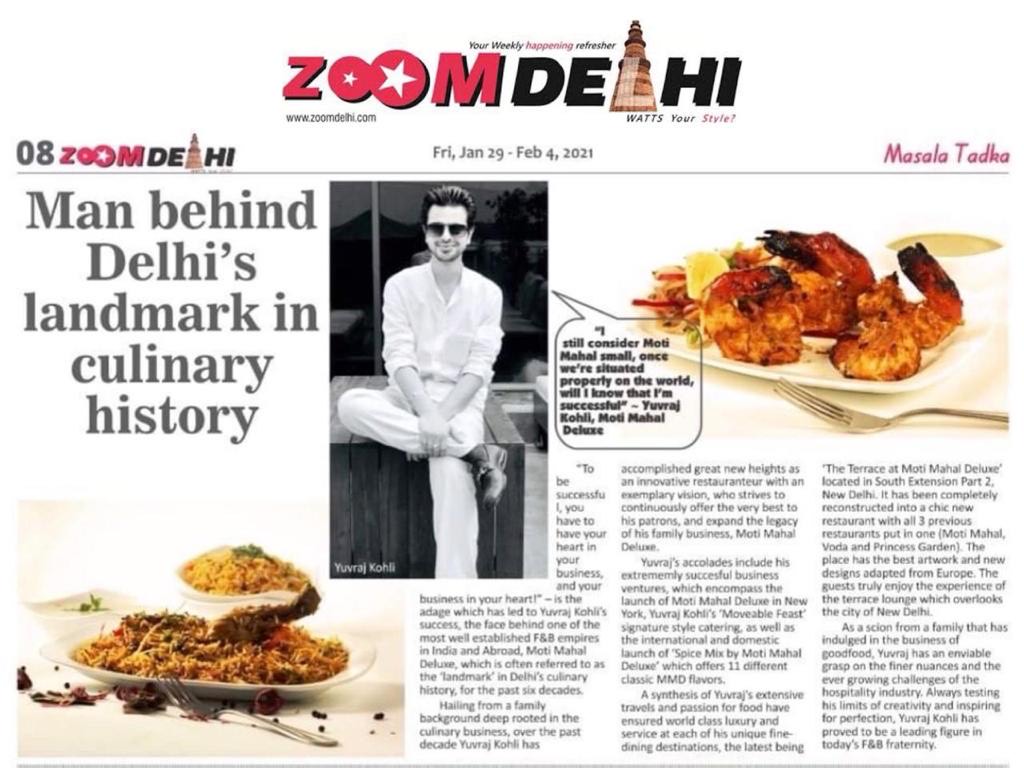 Your Weekly happening refresher
ZOOM DELHI
www.zoomdelhi.com
WATTS Your Style?
08 ZOOM DELHI
Fri, Jan 29 - Feb 4, 2021
Masala Tadka
Man behind
Delhi's
landmark in
culinary
history
Yuvraj Kohli
"I
still consider Moti
Mahal small, once
we're situated
properly on the world,
will I know that I'm
successful" ~ Yuvraj
Kohli, Moti Mahal
Deluxe
"To
be
successfu
l, you
have to
have your
heart in
your
business,
and your
business in your heart!" – is the
adage which has led to Yuvraj Kohli's
success, the face behind one of the
most well established F&B empires
in India and Abroad, Moti Mahal
Deluxe, which is often referred to as
the 'landmark' in Delhi's culinary
history, for the past six decades.
Hailing from a family
background deep rooted in the
culinary business, over the past
decade Yuvraj Kohli has
accomplished great new heights as
an innovative restauranteur with an
exemplary vision, who strives to
continuously offer the very best to
his patrons, and expand the legacy
of his family business, Moti Mahal
Deluxe.
Yuvraj's accolades include his
extrememly succesful business
ventures, which encompass the
launch of Moti Mahal Deluxe in New
York, Yuvraj Kohli's 'Moveable Feast'
signature style catering, as well as
the international and domestic
launch of 'Spice Mix by Moti Mahal
Deluxe' which offers 11 different
classic MMD flavors.
A synthesis of Yuvraj's extensive
travels and passion for food have
ensured world class luxury and
service at each of his unique fine-
dining destinations, the latest being
'The Terrace at Moti Mahal Deluxe'
located in South Extension Part 2,
New Delhi. It has been completely
reconstructed into a chic new
restaurant with all 3 previous
restaurants put in one (Moti Mahal,
Voda and Princess Garden). The
place has the best artwork and new
designs adapted from Europe. The
guests truly enjoy the experience of
the terrace lounge which overlooks
the city of New Delhi.
As a scion from a family that has
indulged in the business of
goodfood, Yuvraj has an enviable
grasp on the finer nuances and the
ever growing challenges of the
hospitality industry. Always testing
his limits of creativity and inspiring
for perfection, Yuvraj Kohli has
proved to be a leading figure in
today's F&B fraternity.